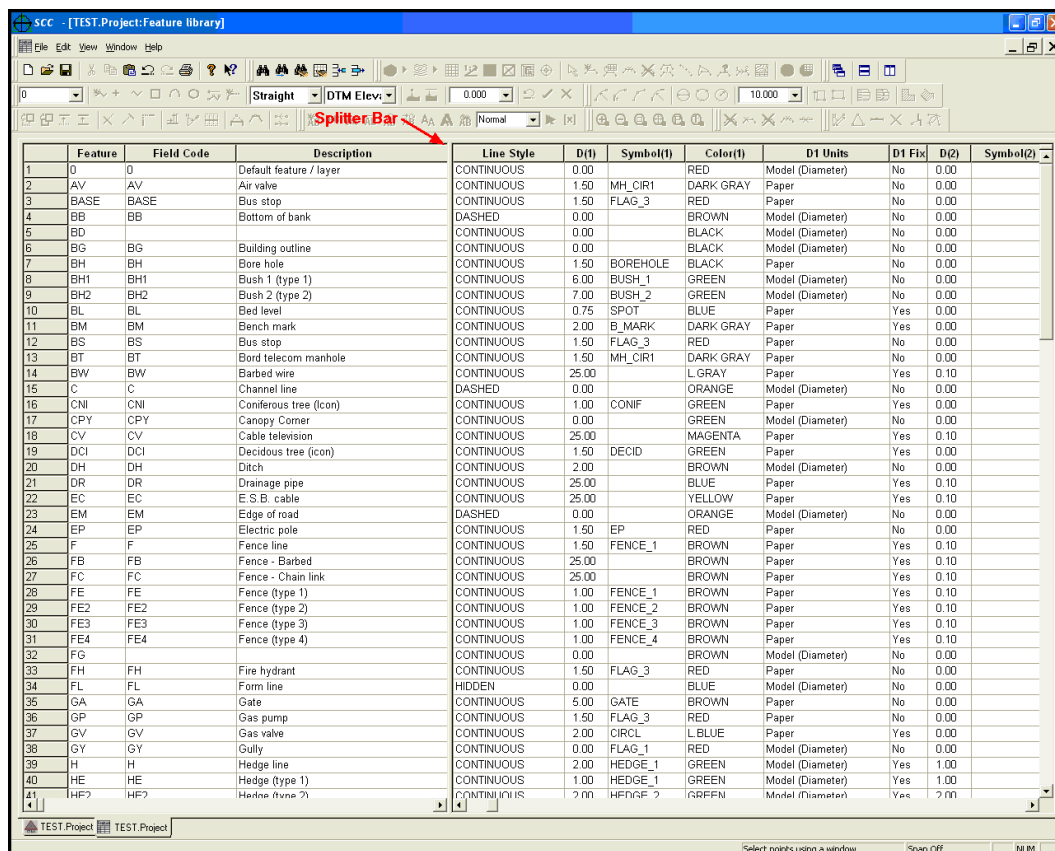 SCC - [TEST.Project:Feature library]
File Edit View Window Help
0 Straight DTM Elev: 0.000 10.000
Splitter Bar Normal
Feature Field Code Description Line Style D(1) Symbol(1) Color(1) D1 Units D1 Fix D(2) Symbol(2)
1 0 0 Default feature / layer CONTINUOUS 0.00 RED Model (Diameter) No 0.00
2 AV AV Air valve CONTINUOUS 1.50 MH_CIR1 DARK GRAY Paper No 0.00
3 BASE BASE Bus stop CONTINUOUS 1.50 FLAG_3 RED Paper No 0.00
4 BB BB Bottom of bank DASHED 0.00 BROWN Model (Diameter) No 0.00
5 BD CONTINUOUS 0.00 BLACK Model (Diameter) No 0.00
6 BG BG Building outline CONTINUOUS 0.00 BLACK Model (Diameter) No 0.00
7 BH BH Bore hole CONTINUOUS 1.50 BOREHOLE BLACK Paper No 0.00
8 BH1 BH1 Bush 1 (type 1) CONTINUOUS 6.00 BUSH_1 GREEN Model (Diameter) No 0.00
9 BH2 BH2 Bush 2 (type 2) CONTINUOUS 7.00 BUSH_2 GREEN Model (Diameter) No 0.00
10 BL BL Bed level CONTINUOUS 0.75 SPOT BLUE Paper Yes 0.00
11 BM BM Bench mark CONTINUOUS 2.00 B_MARK DARK GRAY Paper Yes 0.00
12 BS BS Bus stop CONTINUOUS 1.50 FLAG_3 RED Paper No 0.00
13 BT BT Bord telecom manhole CONTINUOUS 1.50 MH_CIR1 DARK GRAY Paper No 0.00
14 BW BW Barbed wire CONTINUOUS 25.00 L.GRAY Paper Yes 0.10
15 C C Channel line DASHED 0.00 ORANGE Model (Diameter) No 0.00
16 CNI CNI Coniferous tree (Icon) CONTINUOUS 1.00 CONIF GREEN Paper Yes 0.00
17 CPY CPY Canopy Corner CONTINUOUS 0.00 GREEN Model (Diameter) No 0.00
18 CV CV Cable television CONTINUOUS 25.00 MAGENTA Paper Yes 0.10
19 DCI DCI Decidous tree (icon) CONTINUOUS 1.50 DECID GREEN Paper Yes 0.00
20 DH DH Ditch CONTINUOUS 2.00 BROWN Model (Diameter) No 0.00
21 DR DR Drainage pipe CONTINUOUS 25.00 BLUE Paper Yes 0.10
22 EC EC E.S.B. cable CONTINUOUS 25.00 YELLOW Paper Yes 0.10
23 EM EM Edge of road DASHED 0.00 ORANGE Model (Diameter) No 0.00
24 EP EP Electric pole CONTINUOUS 1.50 EP RED Paper No 0.00
25 F F Fence line CONTINUOUS 1.50 FENCE_1 BROWN Paper Yes 0.10
26 FB FB Fence - Barbed CONTINUOUS 25.00 BROWN Paper Yes 0.10
27 FC FC Fence - Chain link CONTINUOUS 25.00 BROWN Paper Yes 0.10
28 FE FE Fence (type 1) CONTINUOUS 1.00 FENCE_1 BROWN Paper Yes 0.10
29 FE2 FE2 Fence (type 2) CONTINUOUS 1.00 FENCE_2 BROWN Paper Yes 0.10
30 FE3 FE3 Fence (type 3) CONTINUOUS 1.00 FENCE_3 BROWN Paper Yes 0.10
31 FE4 FE4 Fence (type 4) CONTINUOUS 1.00 FENCE_4 BROWN Paper Yes 0.10
32 FG CONTINUOUS 0.00 BROWN Model (Diameter) No 0.00
33 FH FH Fire hydrant CONTINUOUS 1.50 FLAG_3 RED Paper No 0.00
34 FL FL Form line HIDDEN 0.00 BLUE Model (Diameter) No 0.00
35 GA GA Gate CONTINUOUS 5.00 GATE BROWN Paper No 0.00
36 GP GP Gas pump CONTINUOUS 1.50 FLAG_3 RED Paper No 0.00
37 GV GV Gas valve CONTINUOUS 2.00 CIRCL L.BLUE Paper Yes 0.00
38 GY GY Gully CONTINUOUS 0.00 FLAG_1 RED Model (Diameter) No 0.00
39 H H Hedge line CONTINUOUS 2.00 HEDGE_1 GREEN Model (Diameter) Yes 1.00
40 HE HE Hedge (type 1) CONTINUOUS 1.00 HEDGE_1 GREEN Model (Diameter) Yes 1.00
41 HE2 HE2 Hedge (type 2) CONTINUOUS 2.00 HEDGE_2 GREEN Model (Diameter) Yes 2.00
TEST.Project TEST.Project
Select points using a window Snap Off NUM